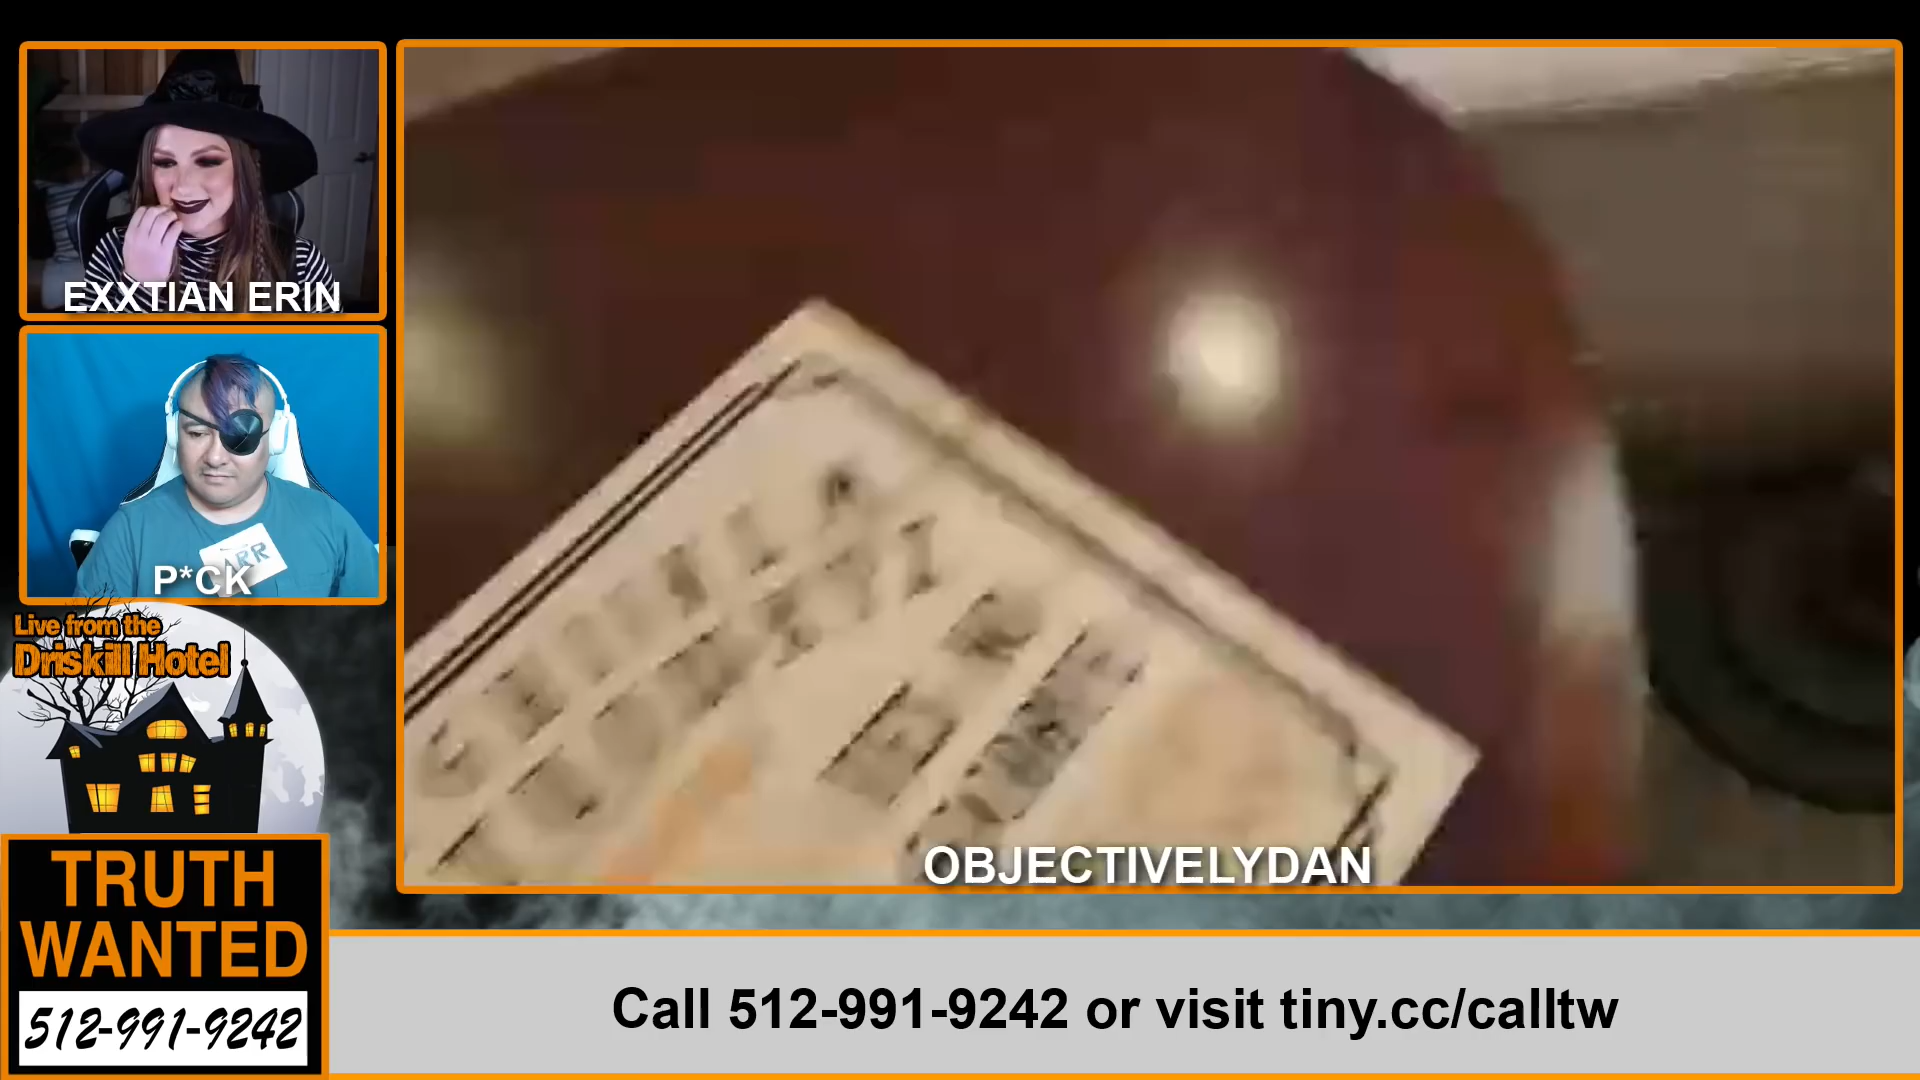 EXXTIAN ERIN
ARR
P*CK
Live from the
Driskill Hotel
TRUTH
WANTED
512-991-9242
OBJECTIVELYDAN
Call 512-991-9242 or visit tiny.cc/calltw